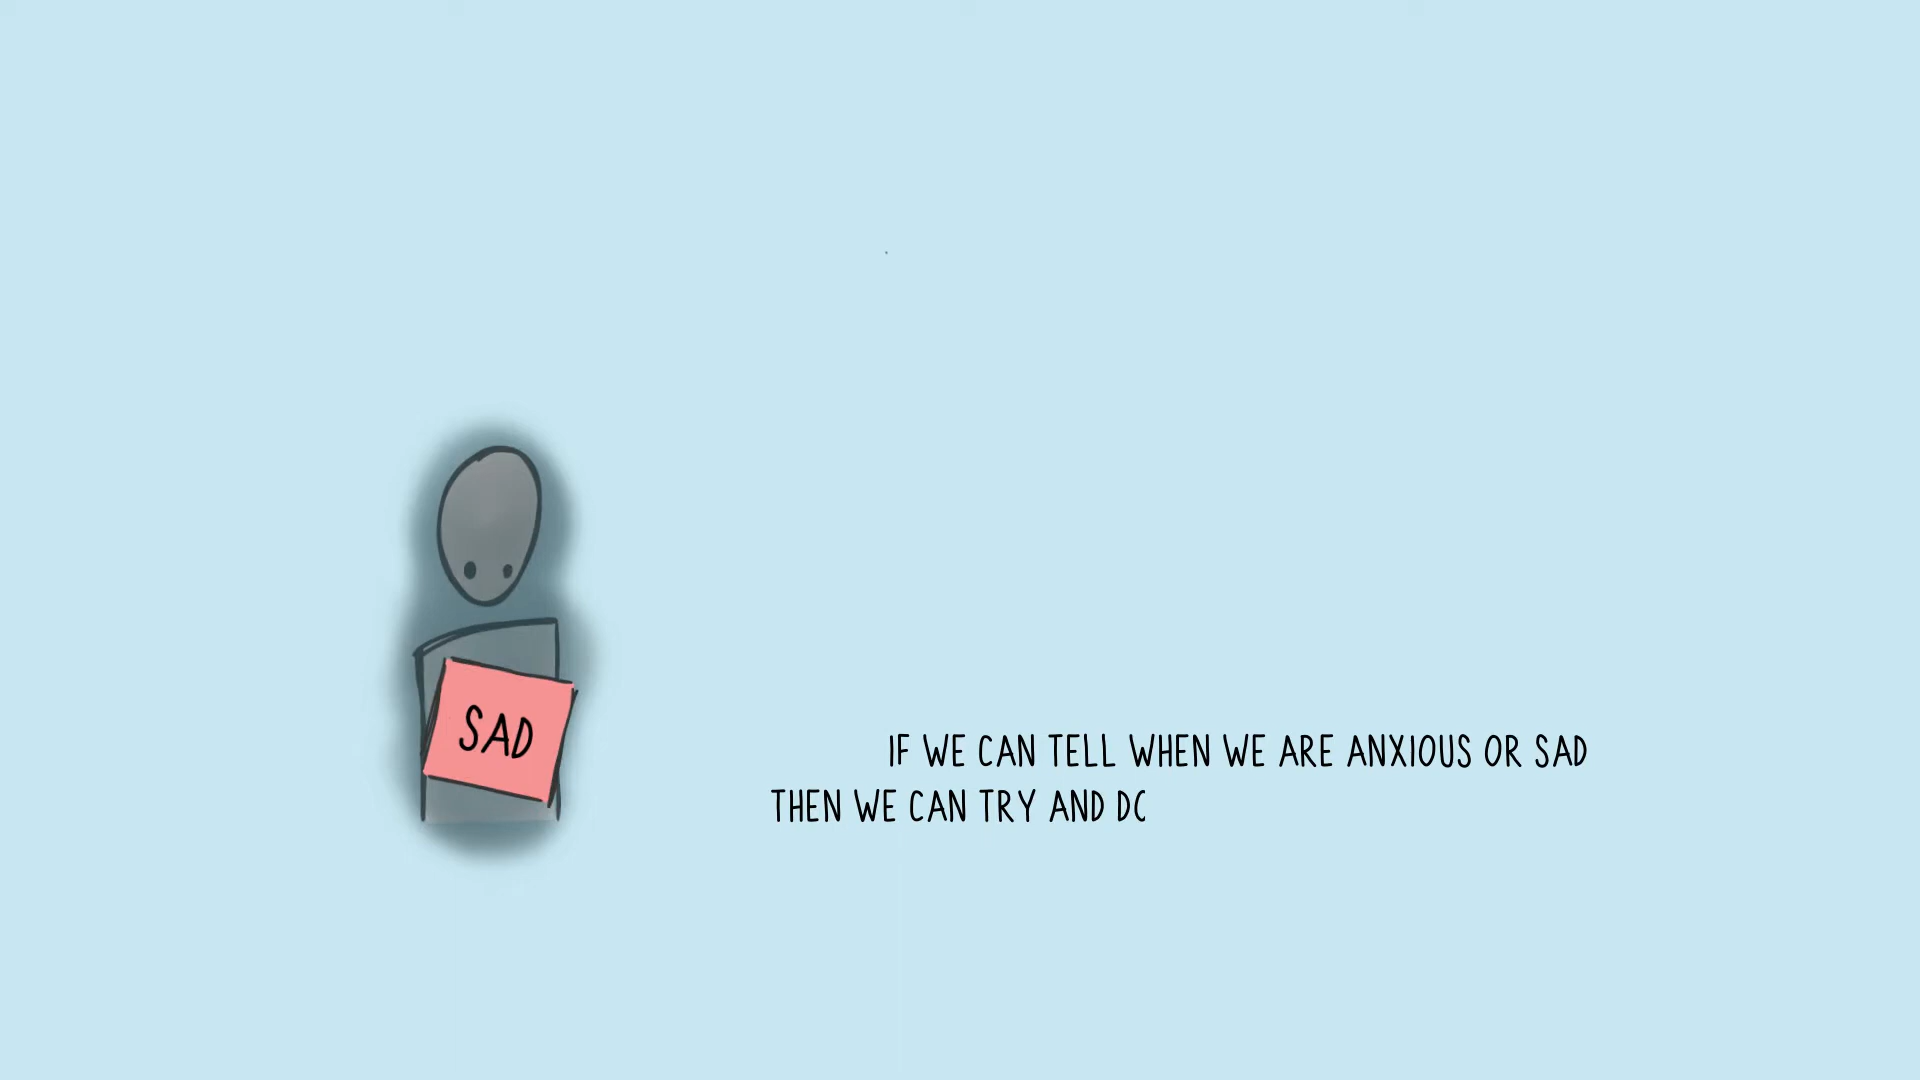 SAD
IF WE CAN TELL WHEN WE ARE ANXIOUS OR SAD
THEN WE CAN TRY AND